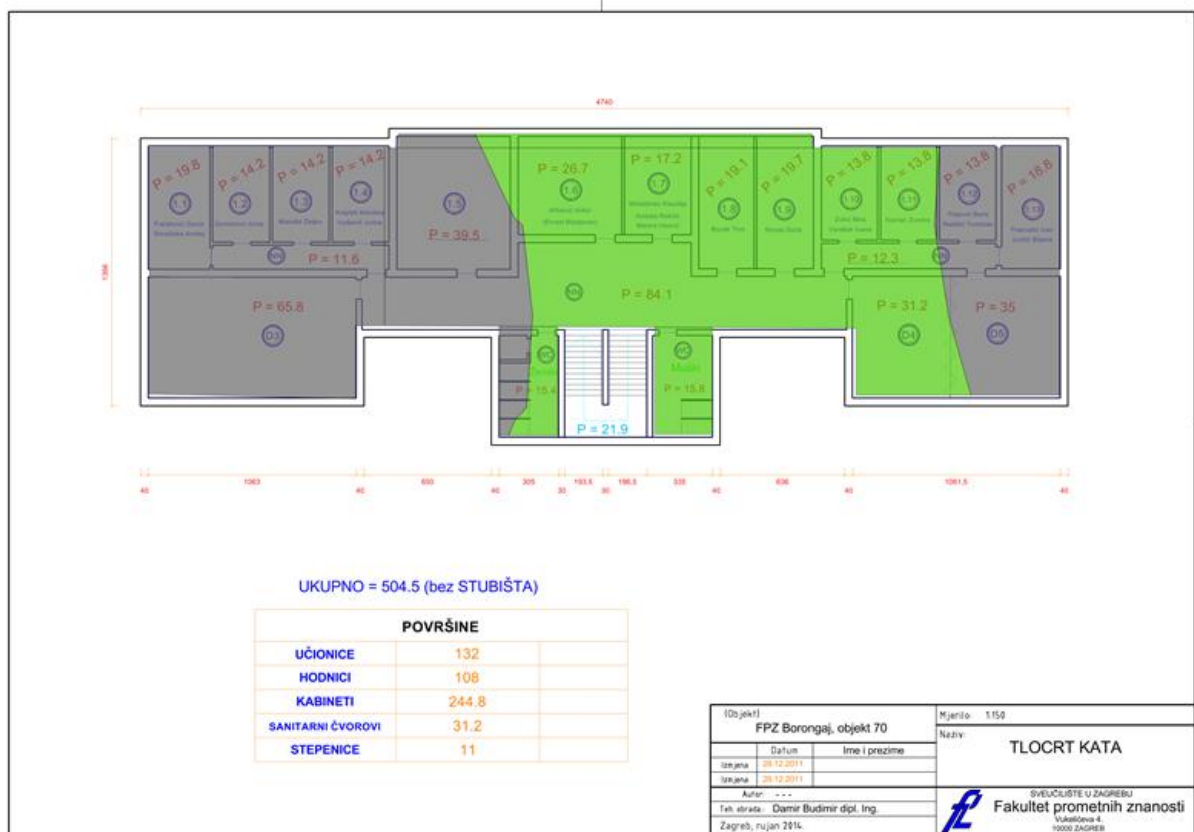 4740
1366
P = 19.8
P = 14.2
P = 14.2
P = 14.2
P = 26.7
P = 17.2
P = 19.1
P = 19.7
P = 13.8
P = 13.8
P = 13.8
P = 18.8
1.1
1.2
1.3
1.4
1.5
1.6
1.7
1.8
1.9
1.10
1.11
1.12
1.13
P = 39.5
NN
P = 11.6
P = 12.3
NN
P = 65.8
NN
P = 84.1
P = 31.2
P = 35
D3
D4
D5
WC
WC
Muški
P = 15.4
P = 15.8
P = 21.9
40
1063
40
650
40
305
30
193,5
30
196,5
335
40
636
40
1061,5
40
UKUPNO = 504.5 (bez STUBIŠTA)
POVRŠINE
UČIONICE 132
HODNICI 108
KABINETI 244.8
SANITARNI ČVOROVI 31.2
STEPENICE 11
(Objekt)
FPZ Borongaj, objekt 70
Datum Ime i prezime
Izmjena 28.12.2011
Izmjena 28.12.2011
Autor: - - -
Teh. obrada: Damir Budimir dipl. Ing.
Zagreb, rujan 2014.
Mjerilo: 1:150
Naziv:
TLOCRT KATA
SVEUČILIŠTE U ZAGREBU
Fakultet prometnih znanosti
Vukelićeva 4,
10000 ZAGREB